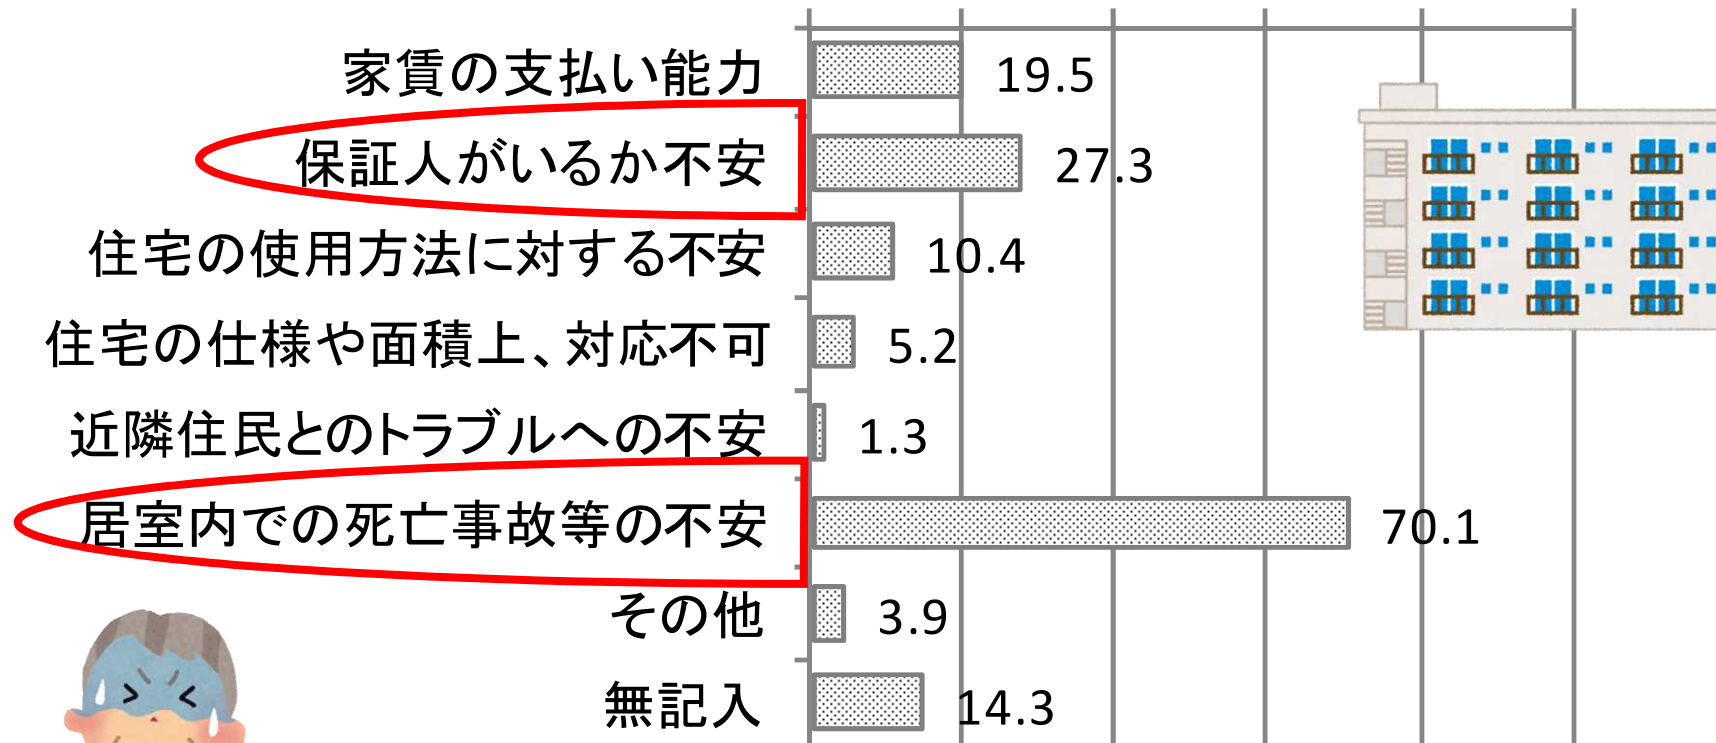 家賃の支払い能力 19.5
保証人がいるか不安 27.3
住宅の使用方法に対する不安 10.4
住宅の仕様や面積上、対応不可 5.2
近隣住民とのトラブルへの不安 1.3
居室内での死亡事故等の不安 70.1
その他 3.9
無記入 14.3